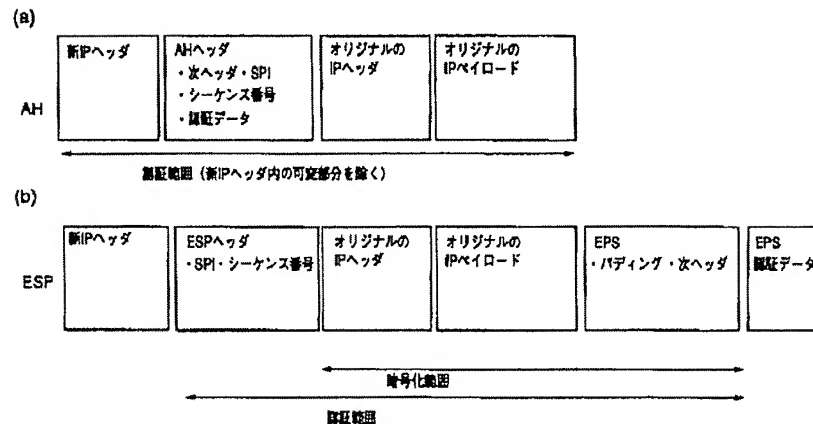 (a)
新IPヘッダ
AHヘッダ
・次ヘッダ・SPI
・シーケンス番号
・認証データ
オリジナルの
IPヘッダ
オリジナルの
IPペイロード
AH
認証範囲（新IPヘッダ内の可変部分を除く）
(b)
新IPヘッダ
ESPヘッダ
・SPI・シーケンス番号
オリジナルの
IPヘッダ
オリジナルの
IPペイロード
EPS
・パディング・次ヘッダ
EPS
認証データ
ESP
暗号化範囲
認証範囲